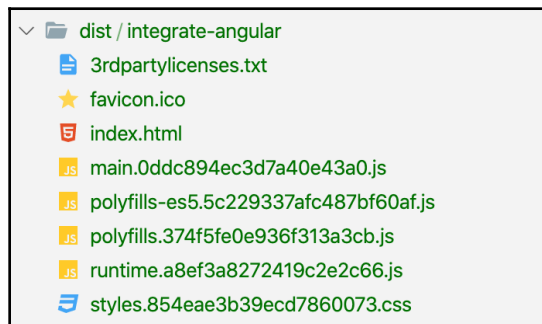 dist / integrate-angular
3rdpartylicenses.txt
favicon.ico
index.html
main.0ddc894ec3d7a40e43a0.js
polyfills-es5.5c229337afc487bf60af.js
polyfills.374f5fe0e936f313a3cb.js
runtime.a8ef3a8272419c2e2c66.js
styles.854eae3b39ecd7860073.css